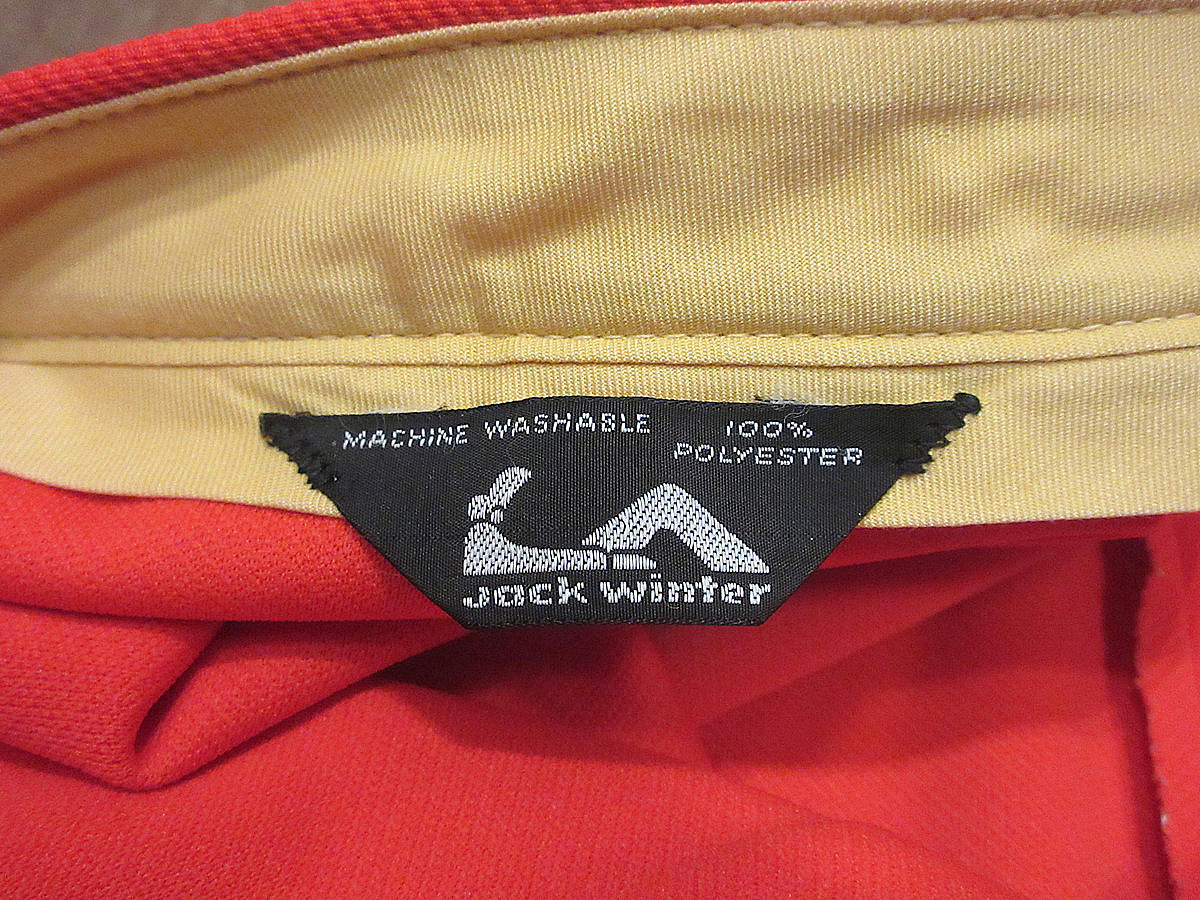 MACHINE WASHABLE
100%
POLYESTER
Jack Winter